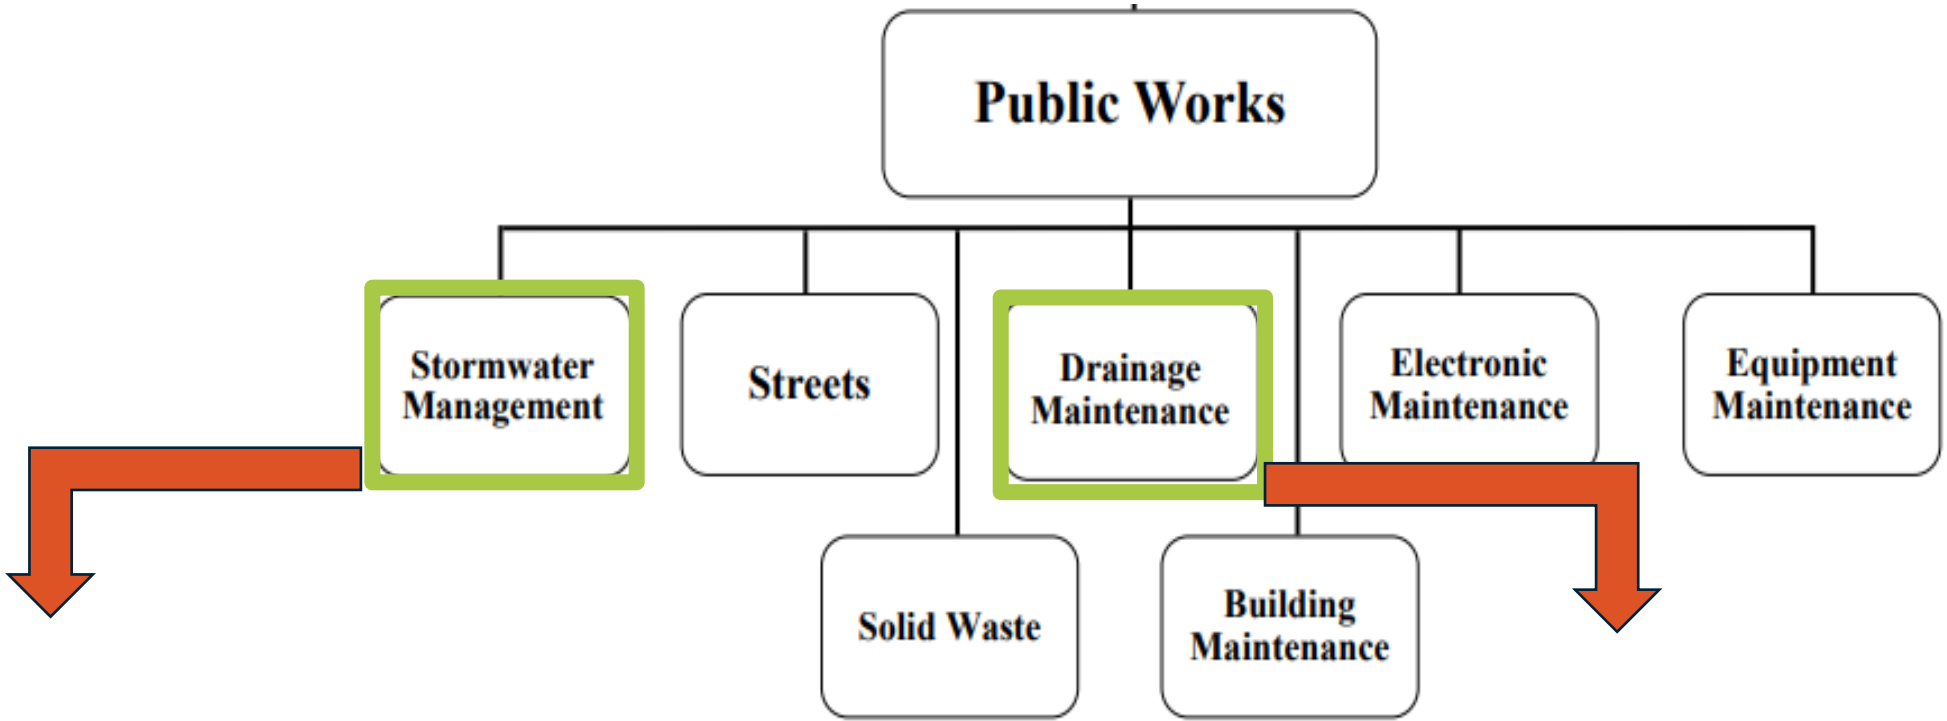 Public Works
Stormwater
Management
Streets
Drainage
Maintenance
Electronic
Maintenance
Equipment
Maintenance
Solid Waste
Building
Maintenance